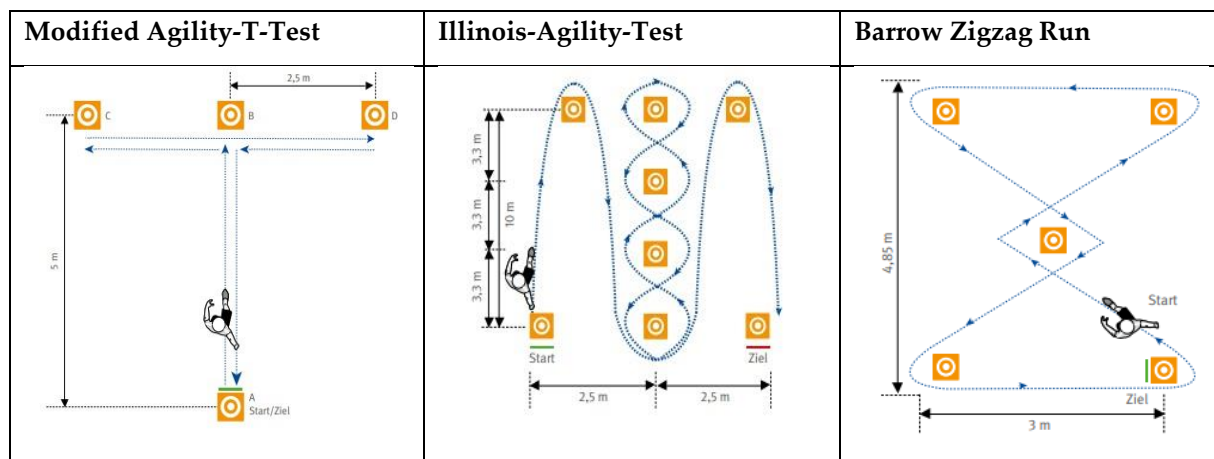 Modified Agility-T-Test
Illinois-Agility-Test
Barrow Zigzag Run
2,5 m
C
B
D
5 m
A
Start/Ziel
3,3 m
3,3 m
3,3 m
10 m
Start
Ziel
2,5 m
2,5 m
4,85 m
Start
Ziel
3 m